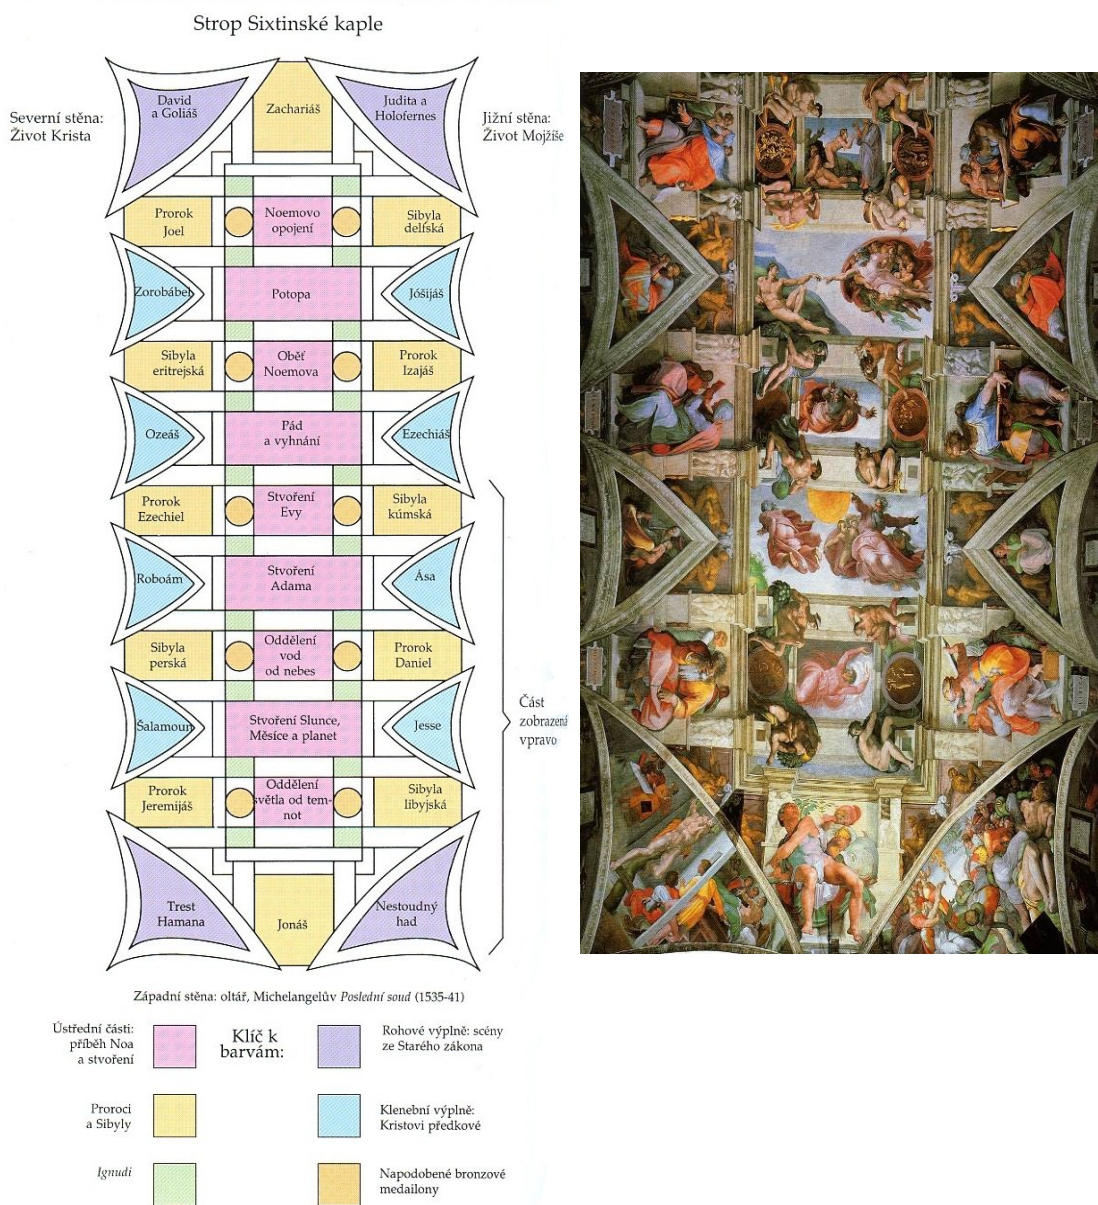 Strop Sixtinské kaple
Severní stěna:
Život Krista
Jižní stěna:
Život Mojžíše
David
a Goliáš
Zachariáš
Judita a
Holofernes
Prorok
Joel
Noemovo
opojení
Sibyla
delfská
Zorobábel
Potopa
Jóšijáš
Sibyla
eritrejská
Oběť
Noemova
Prorok
Izajáš
Ozeáš
Pád
a vyhnání
Ezechiáš
Prorok
Ezechiel
Stvoření
Evy
Sibyla
kúmská
Roboám
Stvoření
Adama
Ása
Sibyla
perská
Oddělení
vod
od nebes
Prorok
Daniel
Šalamoun
Stvoření Slunce,
Měsíce a planet
Jesse
Část
zobrazená
vpravo
Prorok
Jeremijáš
Oddělení
světla od tem-
not
Sibyla
libyjská
Trest
Hamana
Jonáš
Nestoudný
had
Západní stěna: oltář, Michelangelův Poslední soud (1535-41)
Ústřední části:
příběh Noa
a stvoření
Klíč k
barvám:
Rohové výplně: scény
ze Starého zákona
Proroci
a Sibyly
Klenební výplně:
Kristovi předkové
Ignudi
Napodobené bronzové
medailony